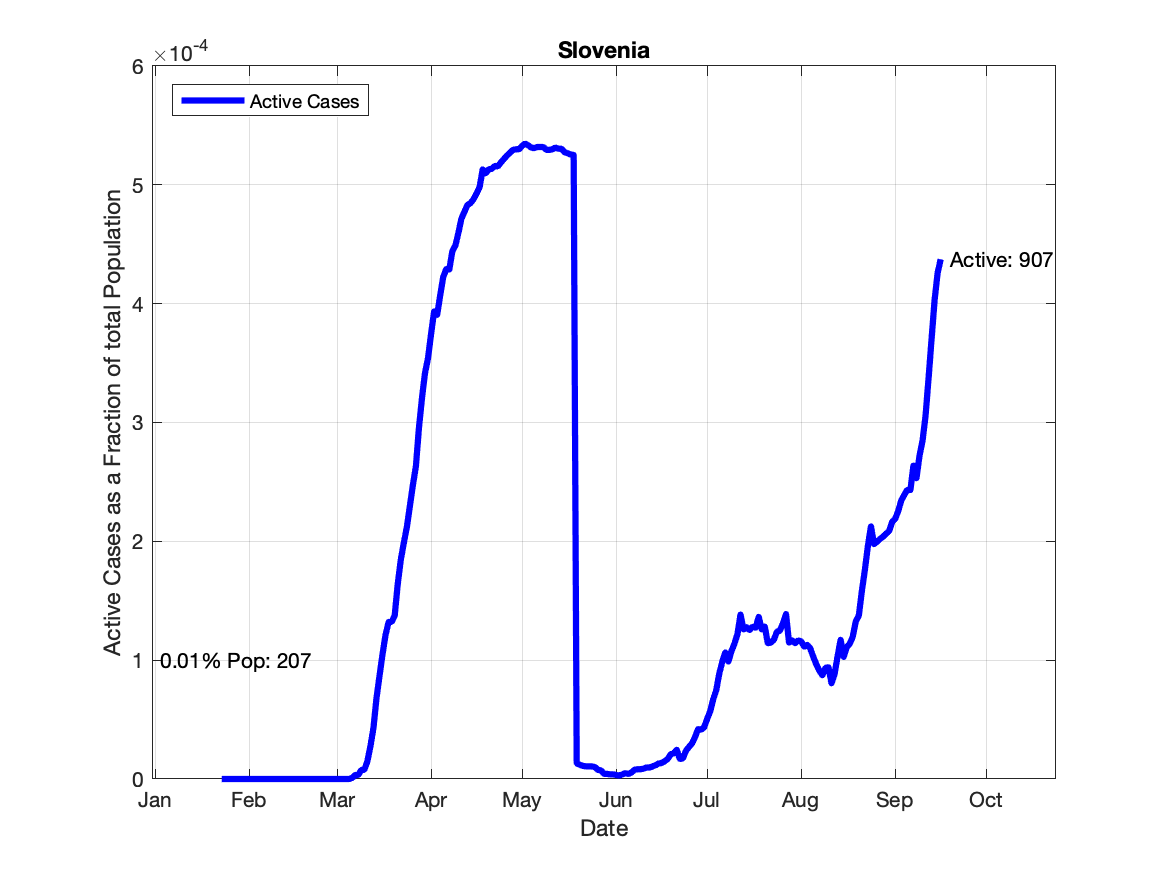 Slovenia
×10-4
6
5
4
3
2
1
0
Active Cases as a Fraction of total Population
Active Cases
Active: 907
0.01% Pop: 207
Jan Feb Mar Apr May Jun Jul Aug Sep Oct
Date